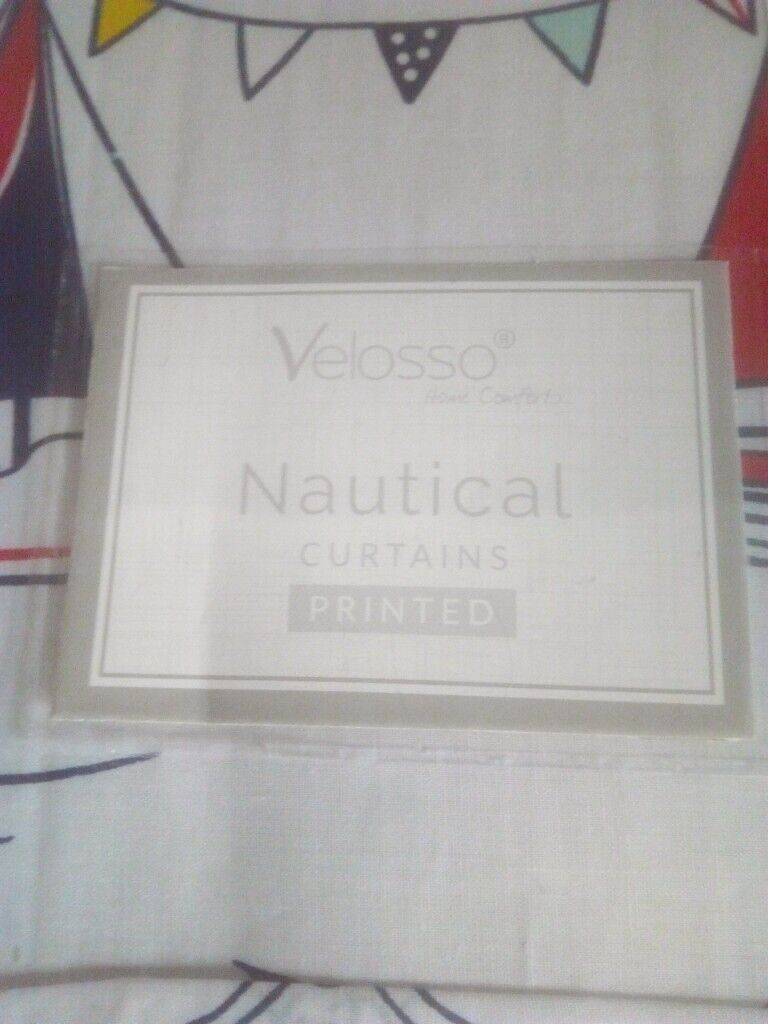 Velosso®
Home Comforts
Nautical
CURTAINS
PRINTED